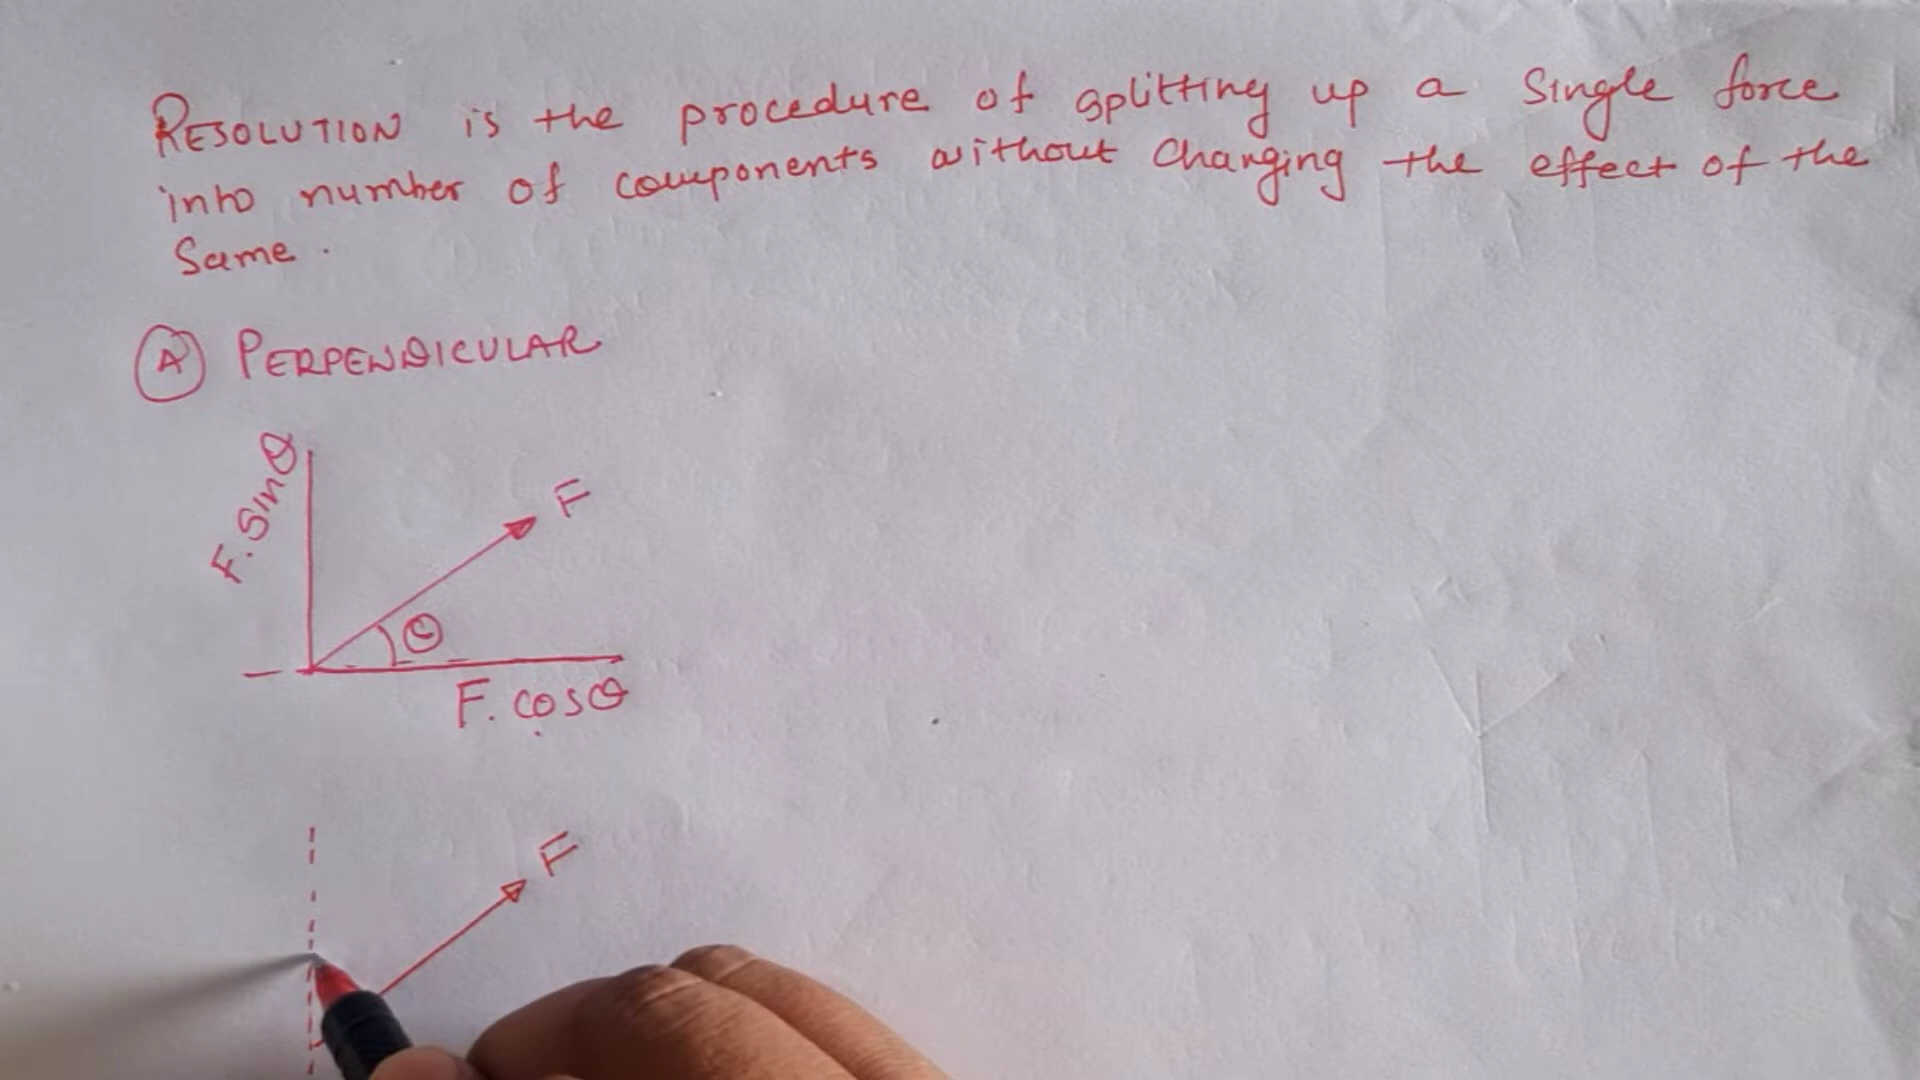 RESOLUTION is the procedure of splitting up a single force
into number of components without changing the effect of the
same.
(A) PERPENDICULAR
F. sinθ
F
θ
F. cosθ
F